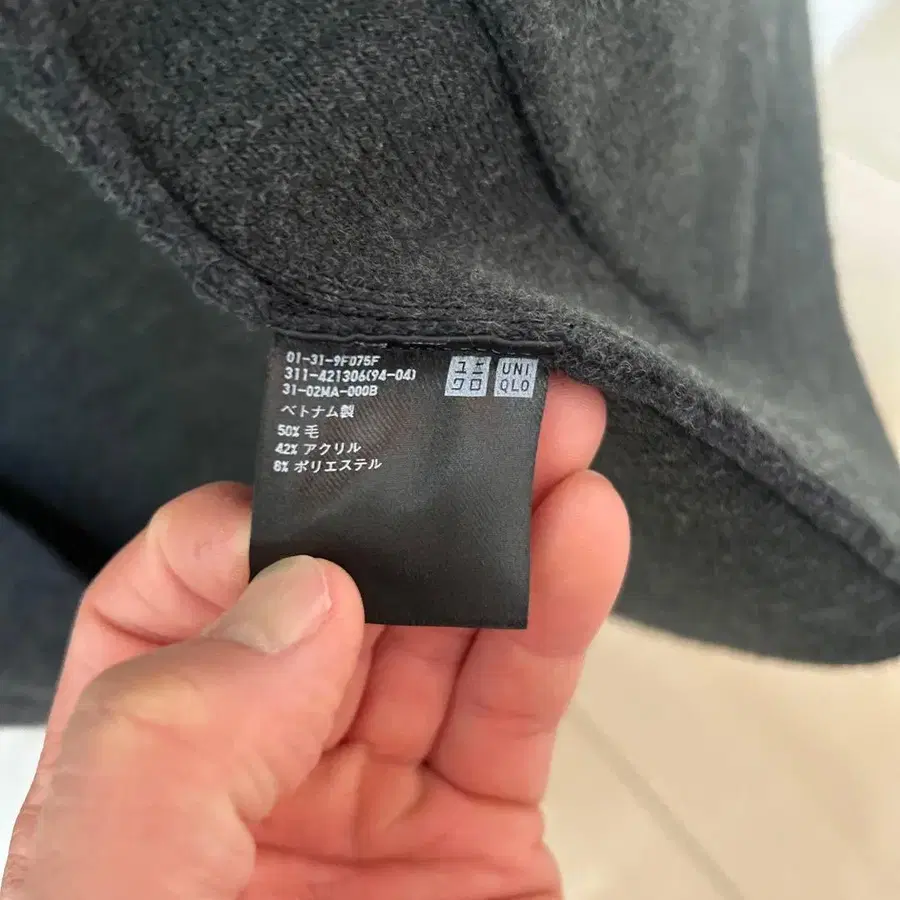 01-31-9F075F
311-421306(94-04)
31-02MA-000B
ベトナム製
50% 毛
42% アクリル
8% ポリエステル
ユニ
クロ
UNI
QLO